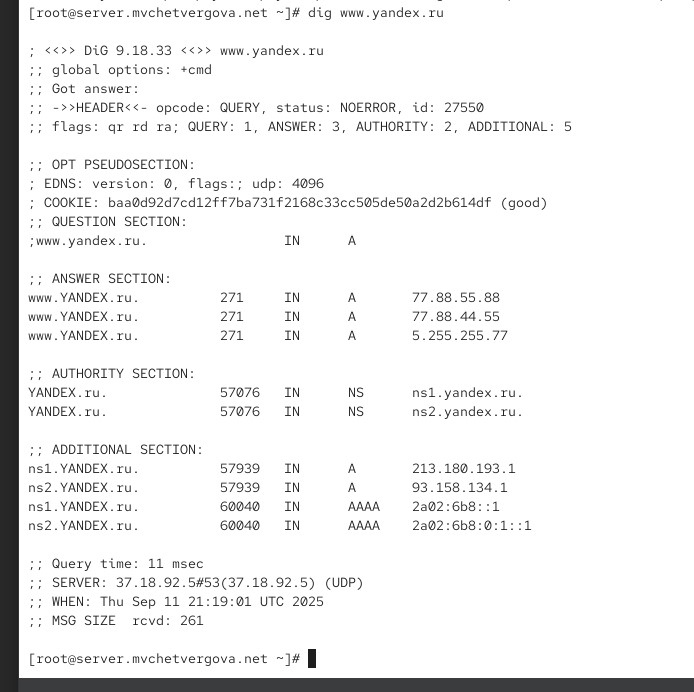 [root@server.mvchetvergova.net ~]# dig www.yandex.ru
; <<>> DiG 9.18.33 <<>> www.yandex.ru
;; global options: +cmd
;; Got answer:
;; ->>HEADER<<- opcode: QUERY, status: NOERROR, id: 27550
;; flags: qr rd ra; QUERY: 1, ANSWER: 3, AUTHORITY: 2, ADDITIONAL: 5
;; OPT PSEUDOSECTION:
; EDNS: version: 0, flags:; udp: 4096
; COOKIE: baa0d92d7cd12ff7ba731f2168c33cc505de50a2d2b614df (good)
;; QUESTION SECTION:
;www.yandex.ru. IN A
;; ANSWER SECTION:
www.YANDEX.ru. 271 IN A 77.88.55.88
www.YANDEX.ru. 271 IN A 77.88.44.55
www.YANDEX.ru. 271 IN A 5.255.255.77
;; AUTHORITY SECTION:
YANDEX.ru. 57076 IN NS ns1.yandex.ru.
YANDEX.ru. 57076 IN NS ns2.yandex.ru.
;; ADDITIONAL SECTION:
ns1.YANDEX.ru. 57939 IN A 213.180.193.1
ns2.YANDEX.ru. 57939 IN A 93.158.134.1
ns1.YANDEX.ru. 60040 IN AAAA 2a02:6b8::1
ns2.YANDEX.ru. 60040 IN AAAA 2a02:6b8:0:1::1
;; Query time: 11 msec
;; SERVER: 37.18.92.5#53(37.18.92.5) (UDP)
;; WHEN: Thu Sep 11 21:19:01 UTC 2025
;; MSG SIZE  rcvd: 261
[root@server.mvchetvergova.net ~]#